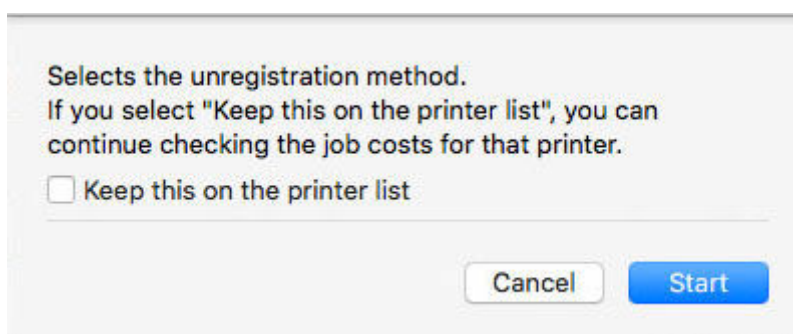 Selects the unregistration method.
If you select "Keep this on the printer list", you can
continue checking the job costs for that printer.
Keep this on the printer list
Cancel Start